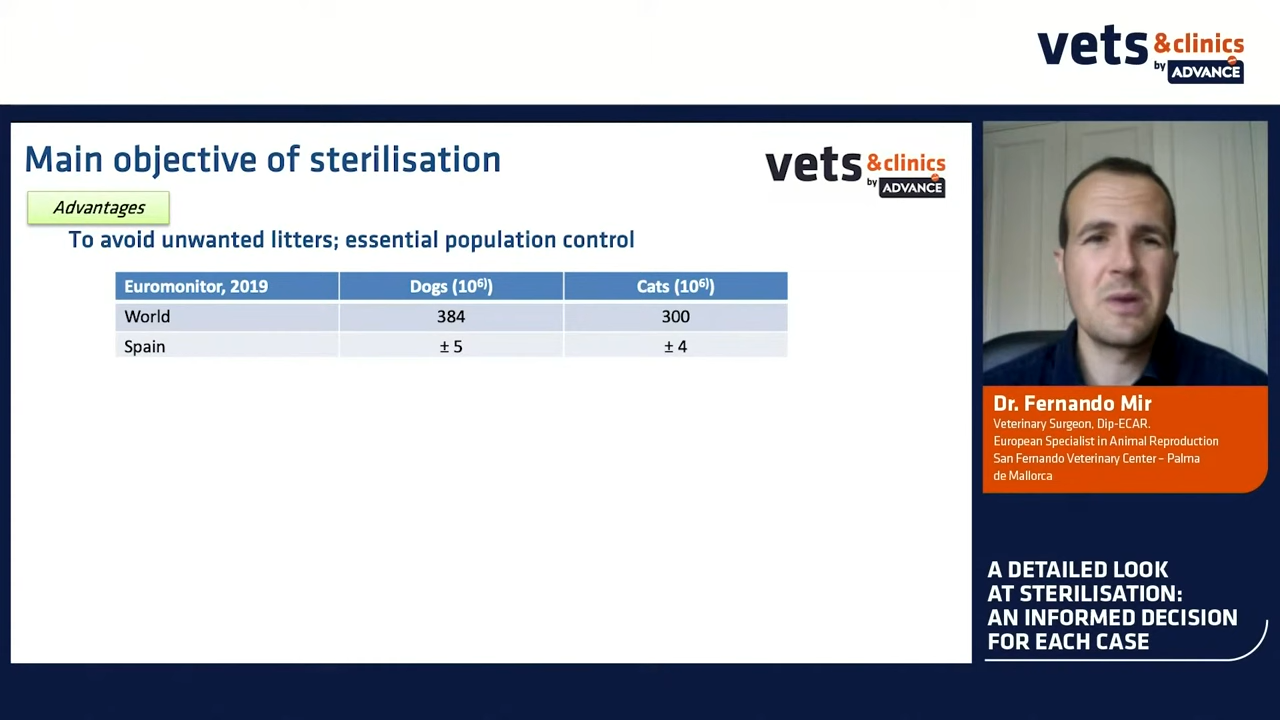 vets &clinics
by ADVANCE
Main objective of sterilisation
vets &clinics
by ADVANCE
Advantages
To avoid unwanted litters; essential population control
Euromonitor, 2019 Dogs (10⁶⁾) Cats (10⁶⁾)
World 384 300
Spain ± 5 ± 4
Dr. Fernando Mir
Veterinary Surgeon, Dip-ECAR.
European Specialist in Animal Reproduction
San Fernando Veterinary Center – Palma
de Mallorca
A DETAILED LOOK
AT STERILISATION:
AN INFORMED DECISION
FOR EACH CASE